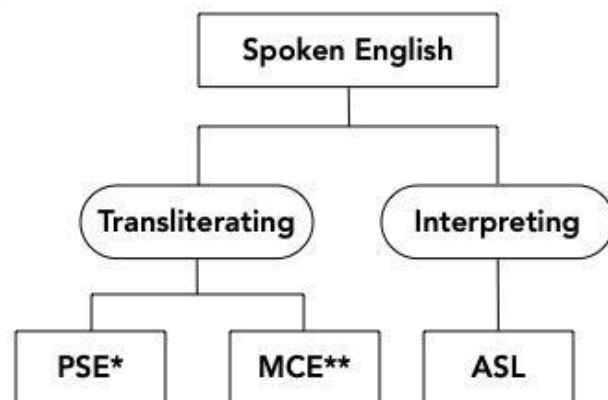 Spoken English
Transliterating
Interpreting
PSE*
MCE**
ASL